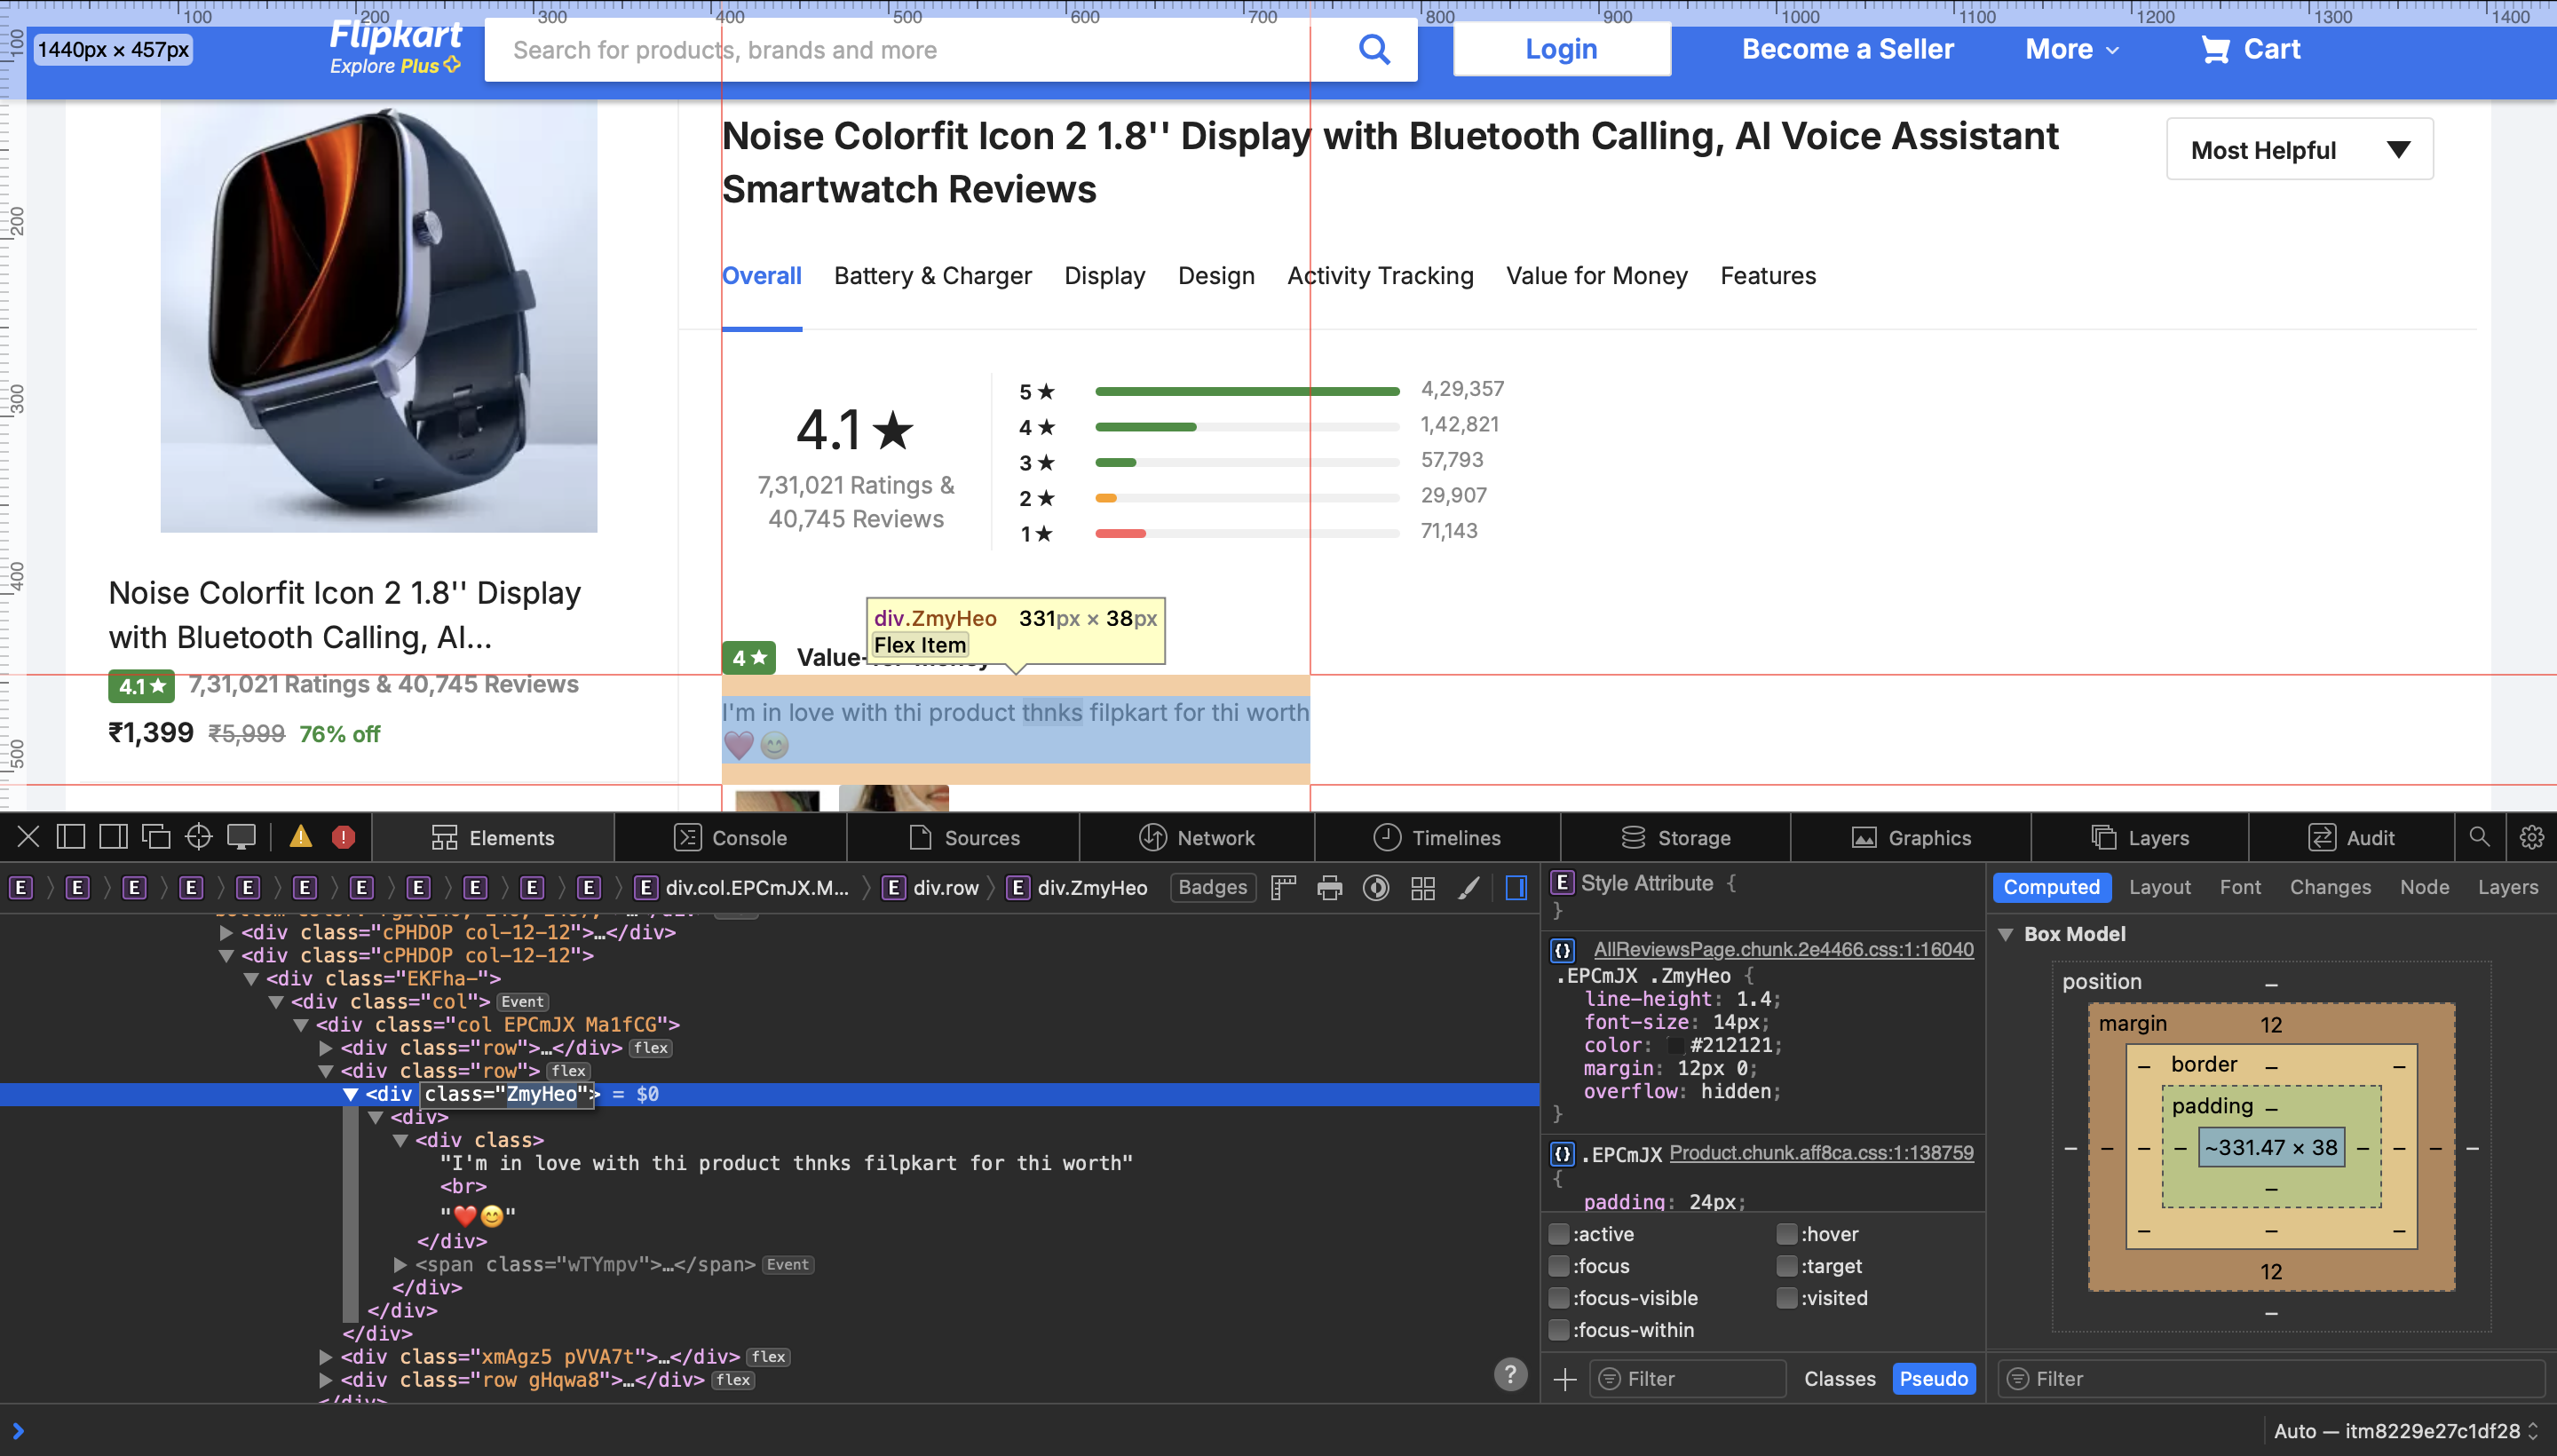 100 200 300 400 500 600 700 800 900 1000 1100 1200 1300 1400
1440px × 457px
Flipkart
Explore Plus
Search for products, brands and more
Login
Become a Seller
More
Cart
100
200
300
400
500
Noise Colorfit Icon 2 1.8'' Display with Bluetooth Calling, AI Voice Assistant
Smartwatch Reviews
Most Helpful ▼
Overall Battery & Charger Display Design Activity Tracking Value for Money Features
4.1★
7,31,021 Ratings &
40,745 Reviews
5★ 4,29,357
4★ 1,42,821
3★ 57,793
2★ 29,907
1★ 71,143
Noise Colorfit Icon 2 1.8'' Display
with Bluetooth Calling, AI...
4.1★ 7,31,021 Ratings & 40,745 Reviews
₹1,399 ₹5,999 76% off
div.ZmyHeo 331px × 38px
Flex Item
4★ Value-
I'm in love with thi product thnks filpkart for thi worth
❤️😊
Elements Console Sources Network Timelines Storage Graphics Layers Audit
E E E E E E E E E E E E div.col.EPCmJX.M... E div.row E div.ZmyHeo Badges
▶ <div class="cPHDOP col-12-12">…</div>
▼ <div class="cPHDOP col-12-12">
▼ <div class="EKFha-">
▼ <div class="col"> Event
▼ <div class="col EPCmJX Ma1fCG">
▶ <div class="row">…</div> flex
▼ <div class="row"> flex
▼ <div class="ZmyHeo"> = $0
▼ <div>
▼ <div class>
"I'm in love with thi product thnks filpkart for thi worth"
<br>
"❤️😊"
</div>
▶ <span class="wTYmpv">…</span> Event
</div>
</div>
</div>
▶ <div class="xmAgz5 pVVA7t">…</div> flex
▶ <div class="row gHqwa8">…</div> flex
</div>
E Style Attribute {
}
{} AllReviewsPage.chunk.2e4466.css:1:16040
.EPCmJX .ZmyHeo {
line-height: 1.4;
font-size: 14px;
color: #212121;
margin: 12px 0;
overflow: hidden;
}
{} .EPCmJX Product.chunk.aff8ca.css:1:138759
{
padding: 24px;
:active :hover
:focus :target
:focus-visible :visited
:focus-within
Filter Classes Pseudo
Computed Layout Font Changes Node Layers
▼ Box Model
position –
margin 12
– border – –
padding –
– – – – ~331.47 × 38 – – – –
–
– – –
12
–
Filter
?
Auto — itm8229e27c1df28